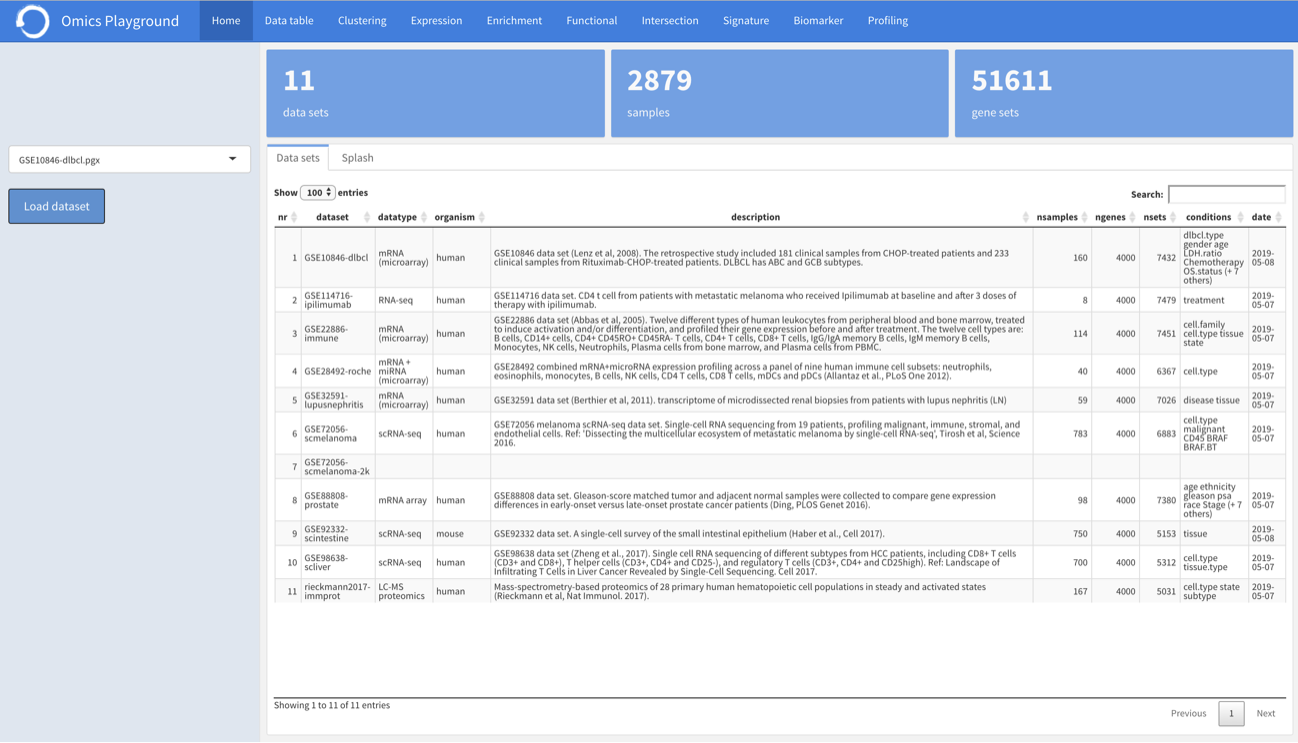 Omics Playground
Home
Data table
Clustering
Expression
Enrichment
Functional
Intersection
Signature
Biomarker
Profiling
GSE10846-dlbcl.pgx
Load dataset
11
data sets
2879
samples
51611
gene sets
Data sets
Splash
Show 100 entries
Search:
nr dataset datatype organism description nsamples ngenes nsets conditions date
1
GSE10846-dlbcl
mRNA
(microarray)
human
GSE10846 data set (Lenz et al, 2008). The retrospective study included 181 clinical samples from CHOP-treated patients and 233
clinical samples from Rituximab-CHOP-treated patients. DLBCL has ABC and GCB subtypes.
160
4000
7432
dlbcl.type
gender age
LDH.ratio
Chemotherapy
OS.status (+ 7
others)
2019-
05-08
2
GSE114716-
ipilimumab
RNA-seq
human
GSE114716 data set. CD4 t cell from patients with metastatic melanoma who received Ipilimumab at baseline and after 3 doses of
therapy with ipilimumab.
8
4000
7479
treatment
2019-
05-07
3
GSE22886-
immune
mRNA
(microarray)
human
GSE22886 data set (Abbas et al, 2005). Twelve different types of human leukocytes from peripheral blood and bone marrow, treated
to induce activation and/or differentiation, and profiled their gene expression before and after treatment. The twelve cell types are:
B cells, CD14+ cells, CD4+ CD45RO+ CD45RA- T cells, CD4+ T cells, CD8+ T cells, IgG/IgA memory B cells, IgM memory B cells,
Monocytes, NK cells, Neutrophils, Plasma cells from bone marrow, and Plasma cells from PBMC.
114
4000
7451
cell.family
cell.type tissue
state
2019-
05-07
4
GSE28492-roche
mRNA +
miRNA
(microarray)
human
GSE28492 combined mRNA+microRNA expression profiling across a panel of nine human immune cell subsets: neutrophils,
eosinophils, monocytes, B cells, NK cells, CD4 T cells, CD8 T cells, mDCs and pDCs (Allantaz et al., PLoS One 2012).
40
4000
6367
cell.type
2019-
05-07
5
GSE32591-
lupusnephritis
mRNA
(microarray)
human
GSE32591 data set (Berthier et al, 2011). transcriptome of microdissected renal biopsies from patients with lupus nephritis (LN)
59
4000
7026
disease tissue
2019-
05-07
6
GSE72056-
scmelanoma
scRNA-seq
human
GSE72056 melanoma scRNA-seq data set. Single-cell RNA sequencing from 19 patients, profiling malignant, immune, stromal, and
endothelial cells. Ref: 'Dissecting the multicellular ecosystem of metastatic melanoma by single-cell RNA-seq', Tirosh et al, Science
2016.
783
4000
6883
cell.type
malignant
CD45 BRAF
BRAF.BT
2019-
05-07
7
GSE72056-
scmelanoma-2k
8
GSE88808-
prostate
mRNA array
human
GSE88808 data set. Gleason-score matched tumor and adjacent normal samples were collected to compare gene expression
differences in early-onset versus late-onset prostate cancer patients (Ding, PLOS Genet 2016).
98
4000
7380
age ethnicity
gleason psa
race Stage (+ 7
others)
2019-
05-07
9
GSE92332-
scintestine
scRNA-seq
mouse
GSE92332 data set. A single-cell survey of the small intestinal epithelium (Haber et al., Cell 2017).
750
4000
5153
tissue
2019-
05-08
10
GSE98638-
scliver
scRNA-seq
human
GSE98638 data set (Zheng et al., 2017). Single cell RNA sequencing of different subtypes from HCC patients, including CD8+ T cells
(CD3+ and CD8+), T helper cells (CD3+, CD4+ and CD25-), and regulatory T cells (CD3+, CD4+ and CD25high). Ref: Landscape of
Infiltrating T Cells in Liver Cancer Revealed by Single-Cell Sequencing. Cell 2017.
700
4000
5312
cell.type
tissue.type
2019-
05-07
11
rieckmann2017-
immprot
LC-MS
proteomics
human
Mass-spectrometry-based proteomics of 28 primary human hematopoietic cell populations in steady and activated states
(Rieckmann et al, Nat Immunol. 2017).
167
4000
5031
cell.type state
subtype
2019-
05-07
Showing 1 to 11 of 11 entries
Previous
1
Next